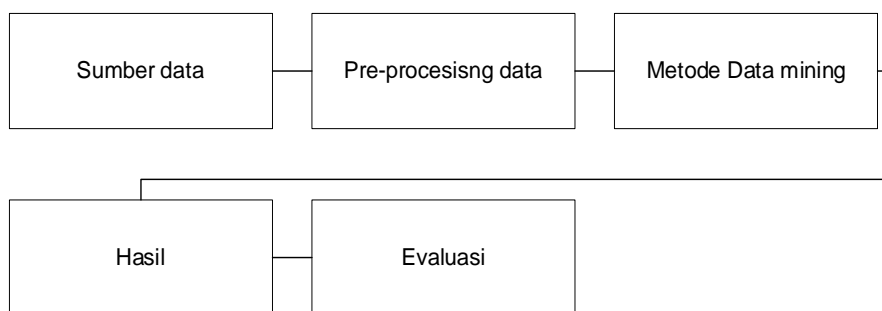 Sumber data
Pre-procesisng data
Metode Data mining
Hasil
Evaluasi